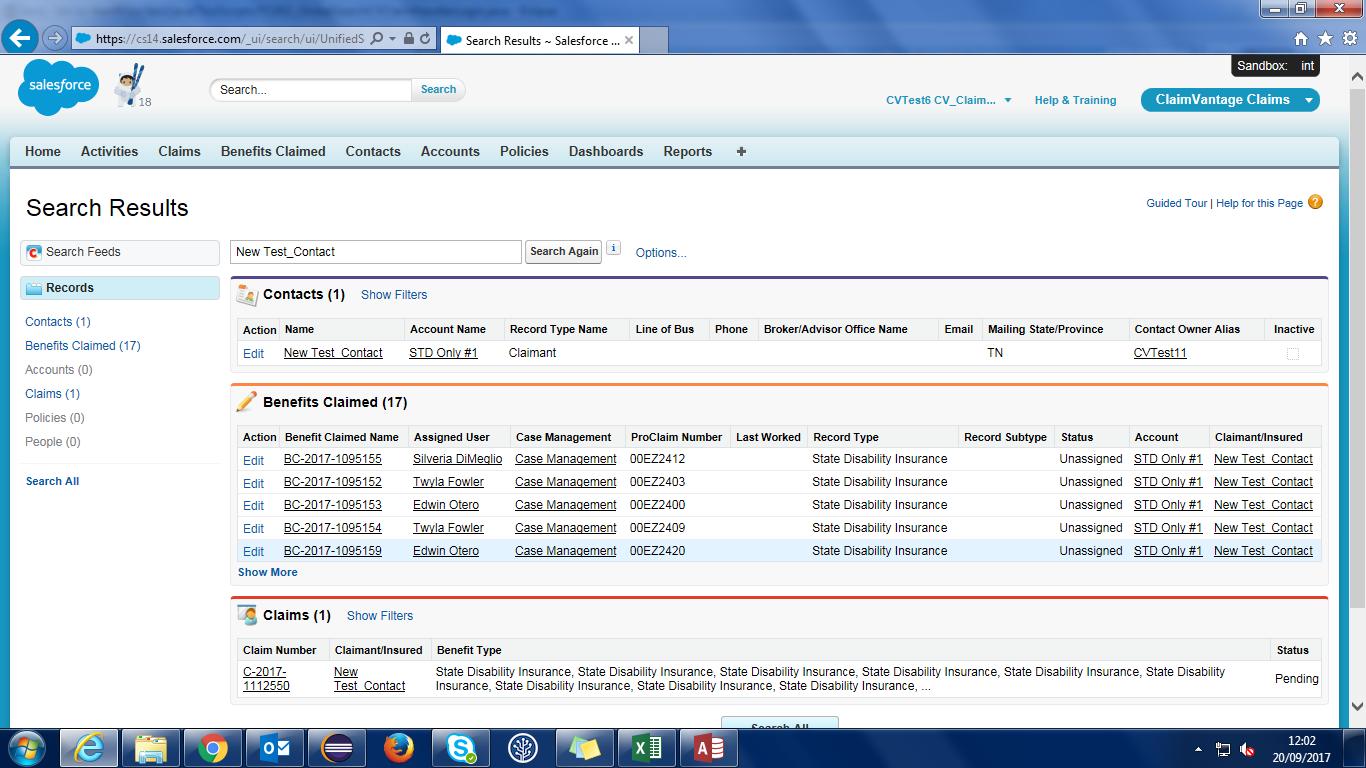 https://cs14.salesforce.com/_ui/search/ui/UnifiedS
Search Results ~ Salesforce ...
Sandbox: int
salesforce
18
Search...
Search
CVTest6 CV_Claim...
Help & Training
ClaimVantage Claims
Home Activities Claims Benefits Claimed Contacts Accounts Policies Dashboards Reports +
Search Results
Guided Tour | Help for this Page ?
Search Feeds
New Test_Contact
Search Again
i
Options...
Records
Contacts (1)
Benefits Claimed (17)
Accounts (0)
Claims (1)
Policies (0)
People (0)
Search All
Contacts (1) Show Filters
Action Name Account Name Record Type Name Line of Bus Phone Broker/Advisor Office Name Email Mailing State/Province Contact Owner Alias Inactive
Edit New Test_Contact STD Only #1 Claimant TN CVTest11
Benefits Claimed (17)
Action Benefit Claimed Name Assigned User Case Management ProClaim Number Last Worked Record Type Record Subtype Status Account Claimant/Insured
Edit BC-2017-1095155 Silveria DiMeglio Case Management 00EZ2412 State Disability Insurance Unassigned STD Only #1 New Test_Contact
Edit BC-2017-1095152 Twyla Fowler Case Management 00EZ2403 State Disability Insurance Unassigned STD Only #1 New Test_Contact
Edit BC-2017-1095153 Edwin Otero Case Management 00EZ2400 State Disability Insurance Unassigned STD Only #1 New Test_Contact
Edit BC-2017-1095154 Twyla Fowler Case Management 00EZ2409 State Disability Insurance Unassigned STD Only #1 New Test_Contact
Edit BC-2017-1095159 Edwin Otero Case Management 00EZ2420 State Disability Insurance Unassigned STD Only #1 New Test_Contact
Show More
Claims (1) Show Filters
Claim Number Claimant/Insured Benefit Type Status
C-2017- New State Disability Insurance, State Disability Insurance, State Disability Insurance, State Disability Insurance, State Disability Insurance, State Disability
1112550 Test_Contact Insurance, State Disability Insurance, State Disability Insurance, State Disability Insurance, ... Pending
Search All
12:02
20/09/2017